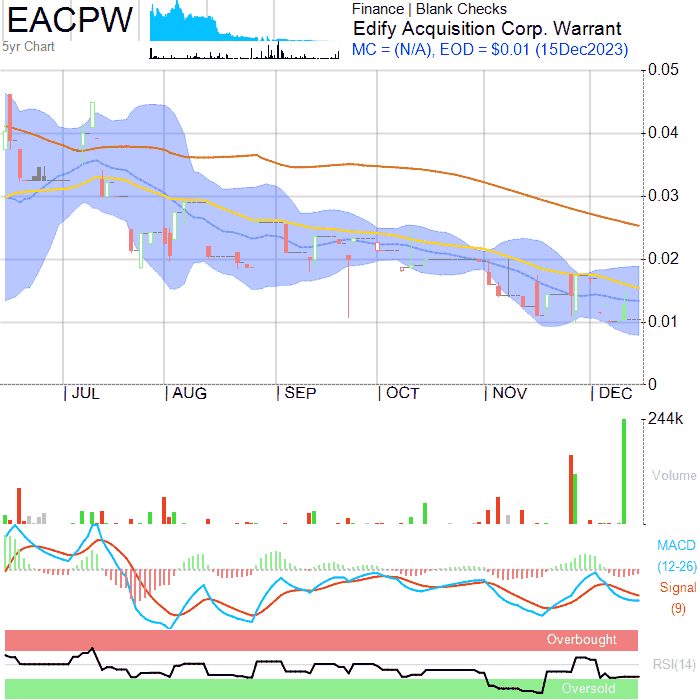 EACPW
5yr Chart
Finance | Blank Checks
Edify Acquisition Corp. Warrant
MC = (N/A), EOD = $0.01 (15Dec2023)
0.05
0.04
0.03
0.02
0.01
0
JUL AUG SEP OCT NOV DEC
244k
Volume
MACD
(12-26)
Signal
(9)
Overbought
RSI(14)
Oversold